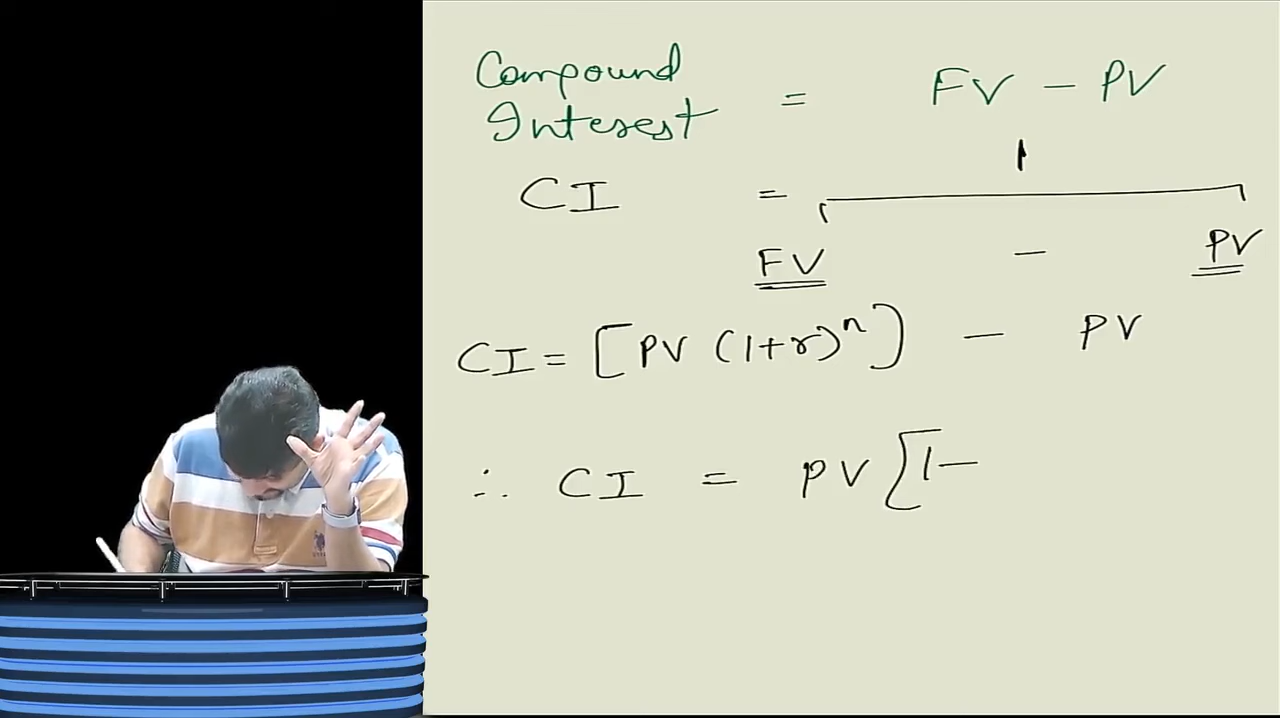 Compound
Interest = FV - PV
CI =
FV - PV
CI = [PV (1+r)^n] - PV
∴ CI = PV [1-